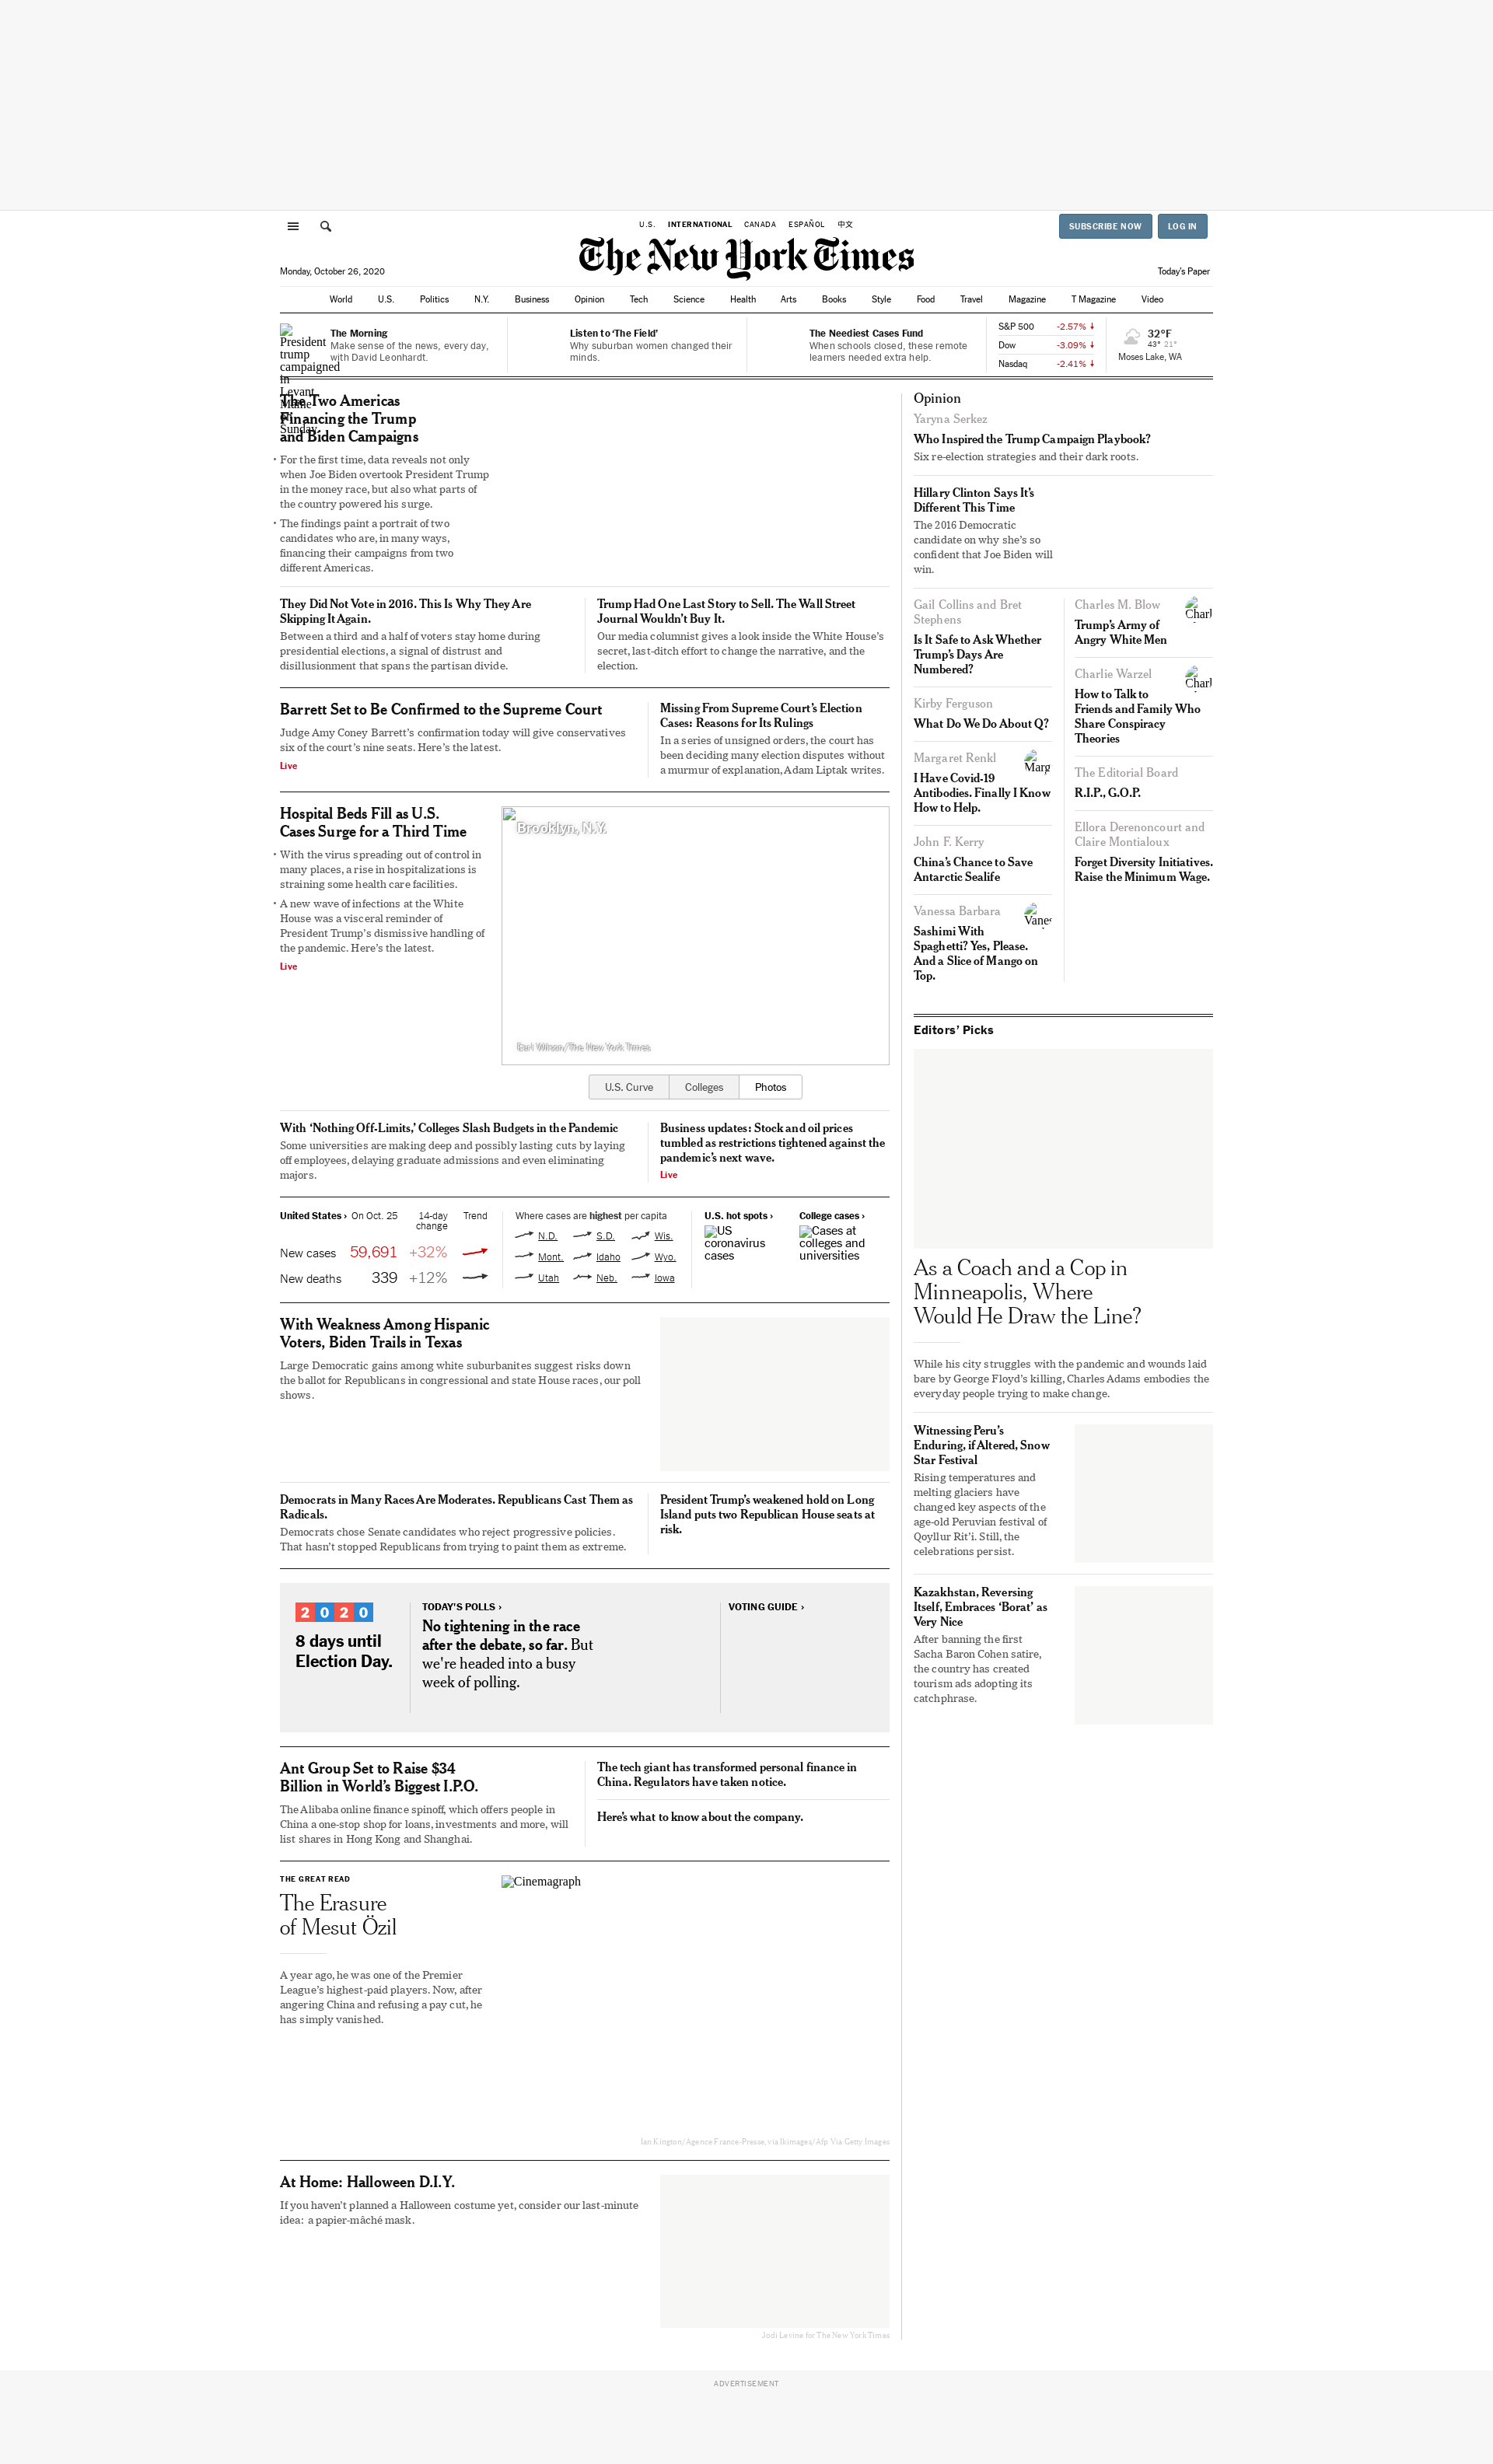 U.S. INTERNATIONAL CANADA ESPAÑOL 中文
SUBSCRIBE NOW LOG IN
The New York Times
Monday, October 26, 2020
Today's Paper
World U.S. Politics N.Y. Business Opinion Tech Science Health Arts Books Style Food Travel Magazine T Magazine Video
President
trump
campaigned
in
Levant,
Maine
on
Sunday.
The Morning
Make sense of the news, every day,
with David Leonhardt.
Listen to ‘The Field’
Why suburban women changed their
minds.
The Neediest Cases Fund
When schools closed, these remote
learners needed extra help.
S&P 500 -2.57%
Dow -3.09%
Nasdaq -2.41%
32°F
43° 21°
Moses Lake, WA
The Two Americas
Financing the Trump
and Biden Campaigns
• For the first time, data reveals not only
when Joe Biden overtook President Trump
in the money race, but also what parts of
the country powered his surge.
• The findings paint a portrait of two
candidates who are, in many ways,
financing their campaigns from two
different Americas.
They Did Not Vote in 2016. This Is Why They Are
Skipping It Again.
Between a third and a half of voters stay home during
presidential elections, a signal of distrust and
disillusionment that spans the partisan divide.
Trump Had One Last Story to Sell. The Wall Street
Journal Wouldn’t Buy It.
Our media columnist gives a look inside the White House’s
secret, last-ditch effort to change the narrative, and the
election.
Barrett Set to Be Confirmed to the Supreme Court
Judge Amy Coney Barrett’s confirmation today will give conservatives
six of the court’s nine seats. Here’s the latest.
Live
Missing From Supreme Court’s Election
Cases: Reasons for Its Rulings
In a series of unsigned orders, the court has
been deciding many election disputes without
a murmur of explanation, Adam Liptak writes.
Hospital Beds Fill as U.S.
Cases Surge for a Third Time
• With the virus spreading out of control in
many places, a rise in hospitalizations is
straining some health care facilities.
• A new wave of infections at the White
House was a visceral reminder of
President Trump’s dismissive handling of
the pandemic. Here’s the latest.
Live
Brooklyn, N.Y.
Earl Wilson/The New York Times
U.S. Curve Colleges Photos
With ‘Nothing Off-Limits,’ Colleges Slash Budgets in the Pandemic
Some universities are making deep and possibly lasting cuts by laying
off employees, delaying graduate admissions and even eliminating
majors.
Business updates: Stock and oil prices
tumbled as restrictions tightened against the
pandemic’s next wave.
Live
United States › On Oct. 25 14-day Trend
change
New cases 59,691 +32%
New deaths 339 +12%
Where cases are highest per capita
N.D. S.D. Wis.
Mont. Idaho Wyo.
Utah Neb. Iowa
U.S. hot spots ›
US
coronavirus
cases
College cases ›
Cases at
colleges and
universities
With Weakness Among Hispanic
Voters, Biden Trails in Texas
Large Democratic gains among white suburbanites suggest risks down
the ballot for Republicans in congressional and state House races, our poll
shows.
Democrats in Many Races Are Moderates. Republicans Cast Them as
Radicals.
Democrats chose Senate candidates who reject progressive policies.
That hasn’t stopped Republicans from trying to paint them as extreme.
President Trump’s weakened hold on Long
Island puts two Republican House seats at
risk.
2020
8 days until
Election Day.
TODAY’S POLLS ›
No tightening in the race
after the debate, so far. But
we're headed into a busy
week of polling.
VOTING GUIDE ›
Ant Group Set to Raise $34
Billion in World’s Biggest I.P.O.
The Alibaba online finance spinoff, which offers people in
China a one-stop shop for loans, investments and more, will
list shares in Hong Kong and Shanghai.
The tech giant has transformed personal finance in
China. Regulators have taken notice.
Here’s what to know about the company.
THE GREAT READ
The Erasure
of Mesut Özil
A year ago, he was one of the Premier
League’s highest-paid players. Now, after
angering China and refusing a pay cut, he
has simply vanished.
Cinemagraph
Ian Kington/Agence France-Presse, via Ikimages/Afp Via Getty Images
At Home: Halloween D.I.Y.
If you haven’t planned a Halloween costume yet, consider our last-minute
idea: a papier-mâché mask.
Jodi Levine for The New York Times
Opinion
Yaryna Serkez
Who Inspired the Trump Campaign Playbook?
Six re-election strategies and their dark roots.
Hillary Clinton Says It’s
Different This Time
The 2016 Democratic
candidate on why she’s so
confident that Joe Biden will
win.
Gail Collins and Bret
Stephens
Is It Safe to Ask Whether
Trump’s Days Are
Numbered?
Kirby Ferguson
What Do We Do About Q?
Margaret Renkl
Marg
I Have Covid-19
Antibodies. Finally I Know
How to Help.
John F. Kerry
China’s Chance to Save
Antarctic Sealife
Vanessa Barbara
Vanes
Sashimi With
Spaghetti? Yes, Please.
And a Slice of Mango on
Top.
Charles M. Blow
Charl
Trump’s Army of
Angry White Men
Charlie Warzel
Charl
How to Talk to
Friends and Family Who
Share Conspiracy
Theories
The Editorial Board
R.I.P., G.O.P.
Ellora Derenoncourt and
Claire Montialoux
Forget Diversity Initiatives.
Raise the Minimum Wage.
Editors’ Picks
As a Coach and a Cop in
Minneapolis, Where
Would He Draw the Line?
While his city struggles with the pandemic and wounds laid
bare by George Floyd’s killing, Charles Adams embodies the
everyday people trying to make change.
Witnessing Peru’s
Enduring, if Altered, Snow
Star Festival
Rising temperatures and
melting glaciers have
changed key aspects of the
age-old Peruvian festival of
Qoyllur Rit’i. Still, the
celebrations persist.
Kazakhstan, Reversing
Itself, Embraces ‘Borat’ as
Very Nice
After banning the first
Sacha Baron Cohen satire,
the country has created
tourism ads adopting its
catchphrase.
ADVERTISEMENT